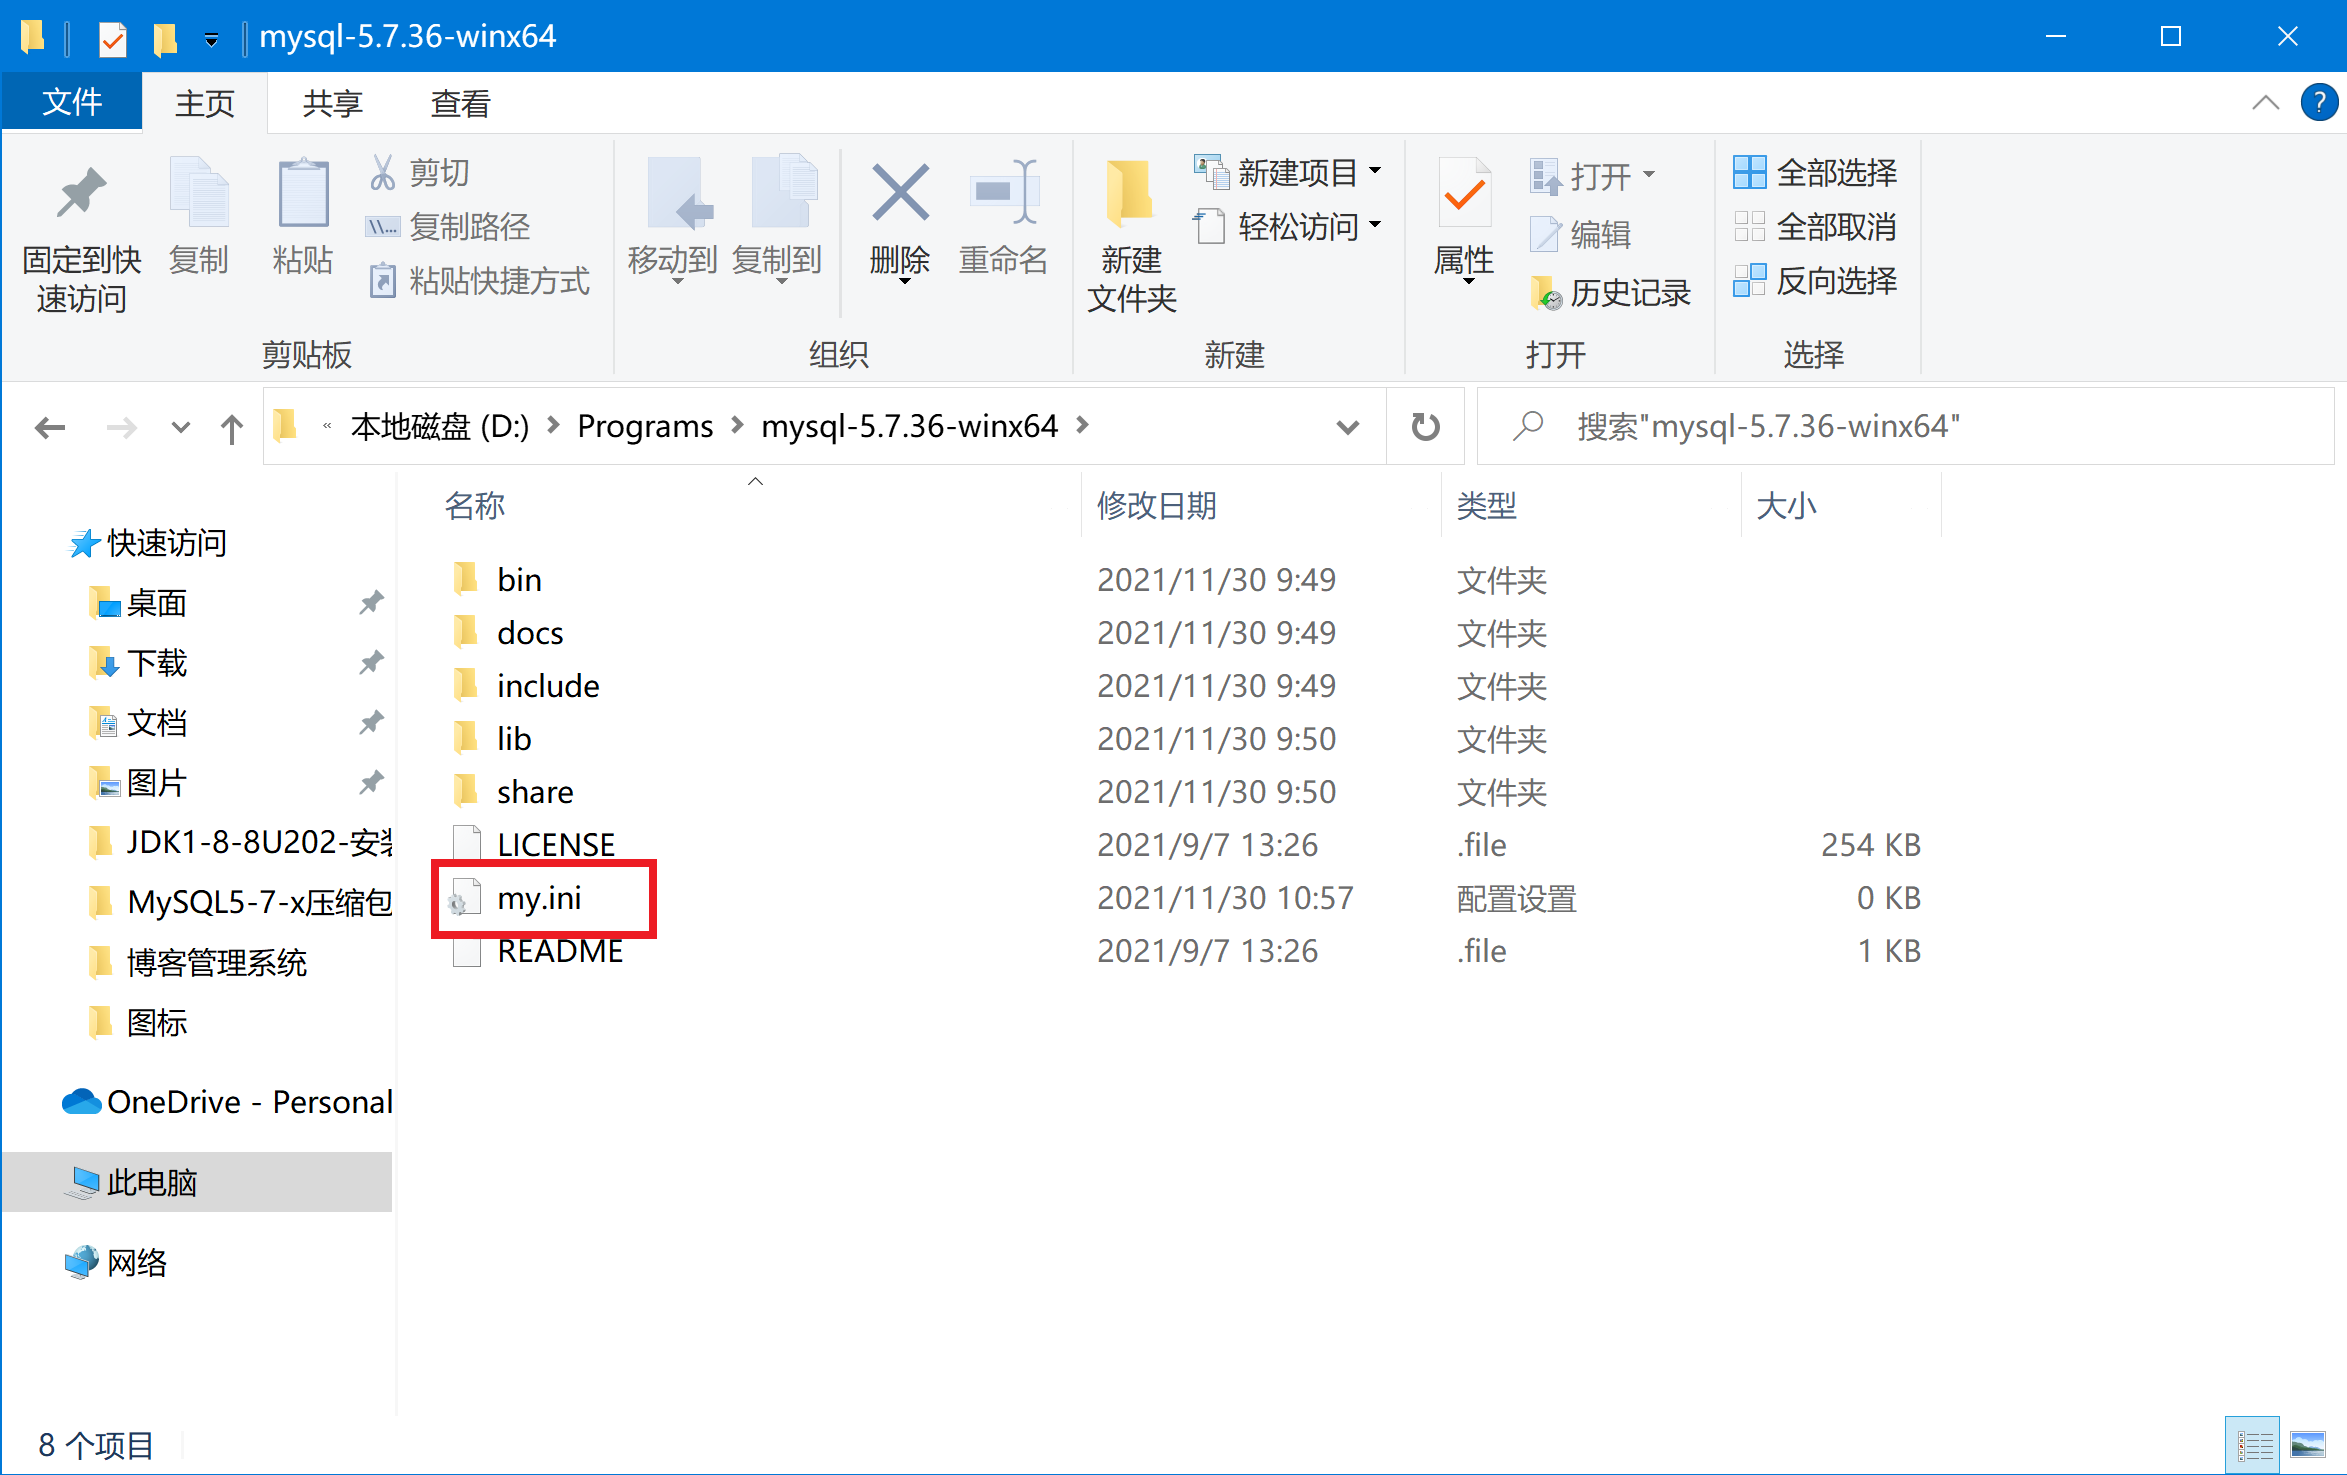 mysql-5.7.36-winx64
文件 主页 共享 查看
固定到快速访问
复制
粘贴
剪切
复制路径
粘贴快捷方式
剪贴板
移动到
复制到
删除
重命名
组织
新建
文件夹
新建项目
轻松访问
新建
属性
打开
编辑
历史记录
打开
全部选择
全部取消
反向选择
选择
« 本地磁盘 (D:) Programs mysql-5.7.36-winx64
搜索"mysql-5.7.36-winx64"
快速访问
桌面
下载
文档
图片
JDK1-8-8U202-安
MySQL5-7-x压缩包
博客管理系统
图标
OneDrive - Personal
此电脑
网络
名称 修改日期 类型 大小
bin 2021/11/30 9:49 文件夹
docs 2021/11/30 9:49 文件夹
include 2021/11/30 9:49 文件夹
lib 2021/11/30 9:50 文件夹
share 2021/11/30 9:50 文件夹
LICENSE 2021/9/7 13:26 .file 254 KB
my.ini 2021/11/30 10:57 配置设置 0 KB
README 2021/9/7 13:26 .file 1 KB
8 个项目